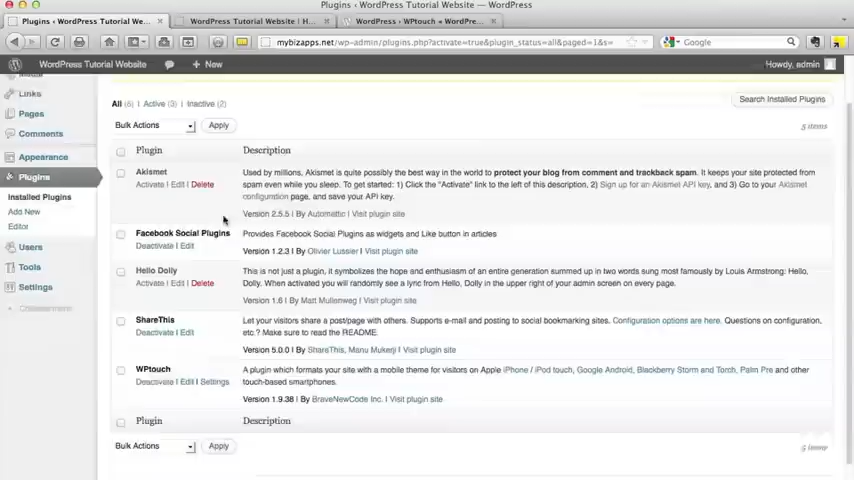 Plugins ‹ WordPress Tutorial Website — WordPress
Plugins ‹ WordPress Tutorial We... × WordPress Tutorial Website | H... × WordPress › WPtouch « WordPre... ×
mybizapps.net/wp-admin/plugins.php?activate=true&plugin_status=all&paged=1&s= Google
WordPress Tutorial Website + New Howdy, admin
Links
Pages
Comments
Appearance
Plugins
Installed Plugins
Add New
Editor
Users
Tools
Settings
Collapse menu
All (5) | Active (3) | Inactive (2) Search Installed Plugins
Bulk Actions Apply 5 items
Plugin Description
Akismet Used by millions, Akismet is quite possibly the best way in the world to protect your blog from comment and trackback spam. It keeps your site protected
Activate | Edit | Delete from spam even while you sleep. To get started: 1) Click the "Activate" link to the left of this description, 2) Sign up for an Akismet API key, and 3) Go to your Akismet
configuration page, and save your API key.
Version 2.5.5 | By Automattic | Visit plugin site
Facebook Social Plugins Provides Facebook Social Plugins as widgets and Like button in articles
Deactivate | Edit Version 1.2.3 | By Olivier Lussier | Visit plugin site
Hello Dolly This is not just a plugin, it symbolizes the hope and enthusiasm of an entire generation summed up in two words sung most famously by Louis Armstrong: Hello,
Activate | Edit | Delete Dolly. When activated you will randomly see a lyric from Hello, Dolly in the upper right of your admin screen on every page.
Version 1.6 | By Matt Mullenweg | Visit plugin site
ShareThis Let your visitors share a post/page with others. Supports e-mail and posting to social bookmarking sites. Configuration options are here. Questions on configuration,
Deactivate | Edit etc.? Make sure to read the README.
Version 5.0.0 | By ShareThis, Manu Mukerji | Visit plugin site
WPtouch A plugin which formats your site with a mobile theme for visitors on Apple iPhone / iPod touch, Google Android, Blackberry Storm and Torch, Palm Pre and other
Deactivate | Edit | Settings touch-based smartphones.
Version 1.9.38 | By BraveNewCode Inc. | Visit plugin site
Plugin Description
Bulk Actions Apply 5 items